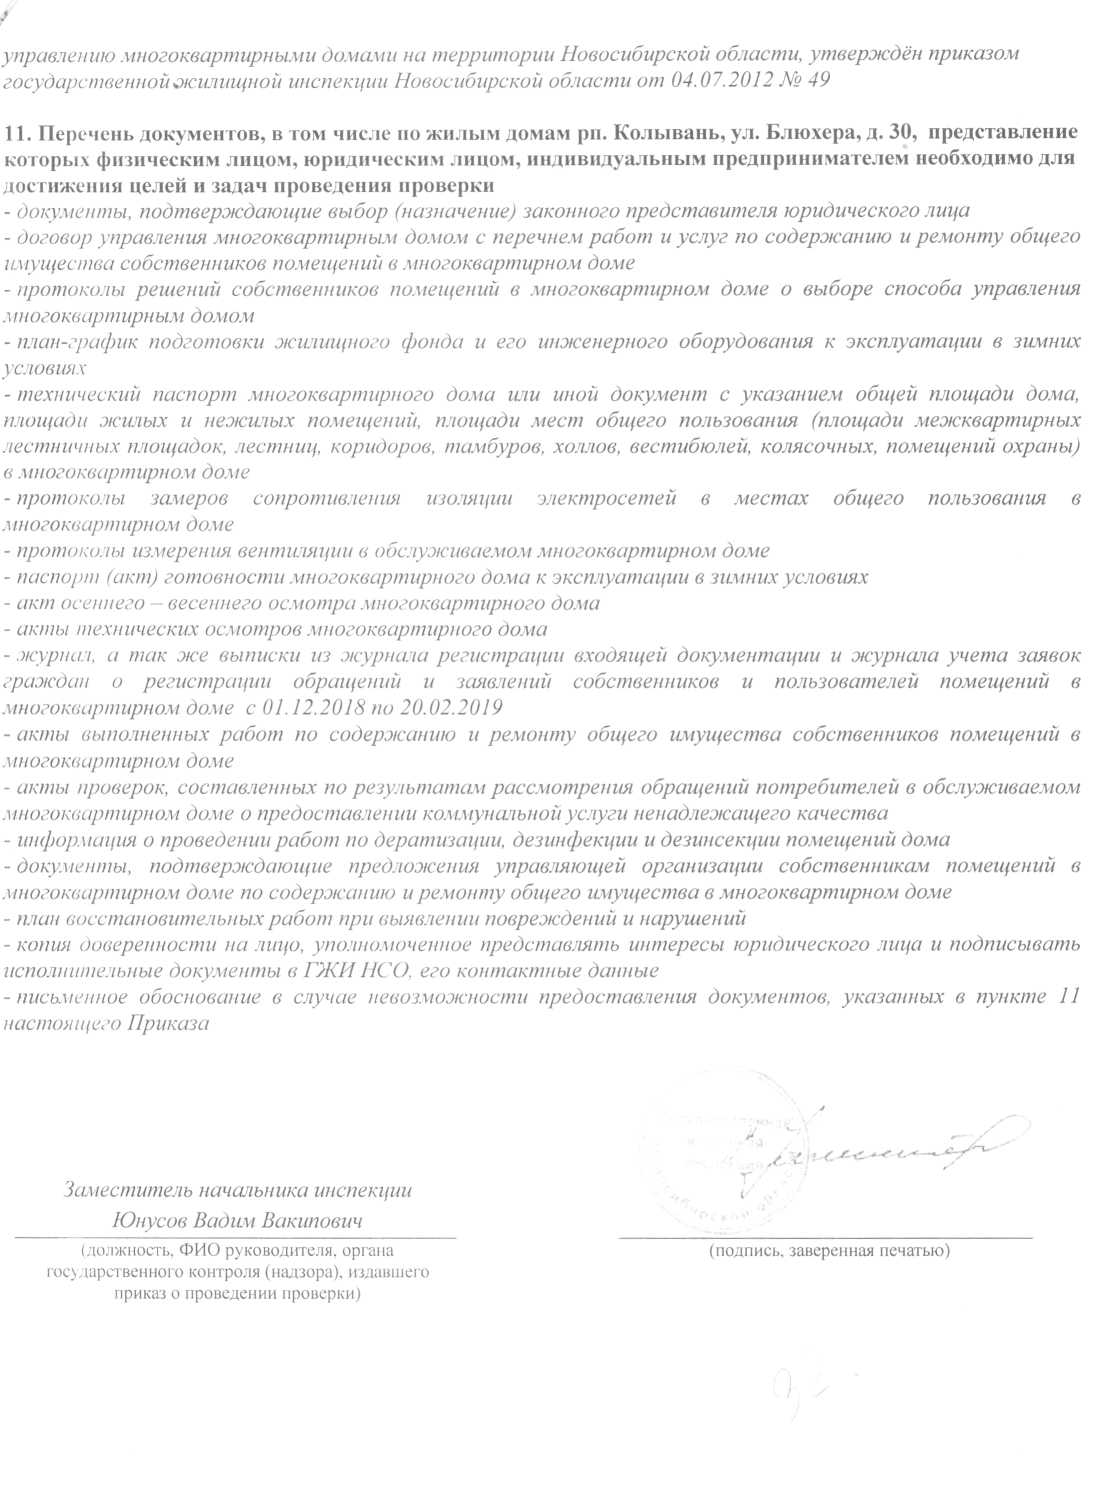 управлению многоквартирными домами на территории Новосибирской области, утверждён приказом
государственной жилищной инспекции Новосибирской области от 04.07.2012 № 49
11. Перечень документов, в том числе по жилым домам рп. Колывань, ул. Блюхера, д. 30, представление
которых физическим лицом, юридическим лицом, индивидуальным предпринимателем необходимо для
достижения целей и задач проведения проверки
- документы, подтверждающие выбор (назначение) законного представителя юридического лица
- договор управления многоквартирным домом с перечнем работ и услуг по содержанию и ремонту общего
имущества собственников помещений в многоквартирном доме
- протоколы решений собственников помещений в многоквартирном доме о выборе способа управления
многоквартирным домом
- план-график подготовки жилищного фонда и его инженерного оборудования к эксплуатации в зимних
условиях
- технический паспорт многоквартирного дома или иной документ с указанием общей площади дома,
площади жилых и нежилых помещений, площади мест общего пользования (площади межквартирных
лестничных площадок, лестниц, коридоров, тамбуров, холлов, вестибюлей, колясочных, помещений охраны)
в многоквартирном доме
- протоколы замеров сопротивления изоляции электросетей в местах общего пользования в
многоквартирном доме
- протоколы измерения вентиляции в обслуживаемом многоквартирном доме
- паспорт (акт) готовности многоквартирного дома к эксплуатации в зимних условиях
- акт осеннего – весеннего осмотра многоквартирного дома
- акты технических осмотров многоквартирного дома
- журнал, а так же выписки из журнала регистрации входящей документации и журнала учета заявок
граждан о регистрации обращений и заявлений собственников и пользователей помещений в
многоквартирном доме с 01.12.2018 по 20.02.2019
- акты выполненных работ по содержанию и ремонту общего имущества собственников помещений в
многоквартирном доме
- акты проверок, составленных по результатам рассмотрения обращений потребителей в обслуживаемом
многоквартирном доме о предоставлении коммунальной услуги ненадлежащего качества
- информация о проведении работ по дератизации, дезинфекции и дезинсекции помещений дома
- документы, подтверждающие предложения управляющей организации собственникам помещений в
многоквартирном доме по содержанию и ремонту общего имущества в многоквартирном доме
- план восстановительных работ при выявлении повреждений и нарушений
- копия доверенности на лицо, уполномоченное представлять интересы юридического лица и подписывать
исполнительные документы в ГЖИ НСО, его контактные данные
- письменное обоснование в случае невозможности предоставления документов, указанных в пункте 11
настоящего Приказа
Заместитель начальника инспекции
Юнусов Вадим Вакипович
(должность, ФИО руководителя, органа
государственного контроля (надзора), издавшего
приказ о проведении проверки)
(подпись, заверенная печатью)